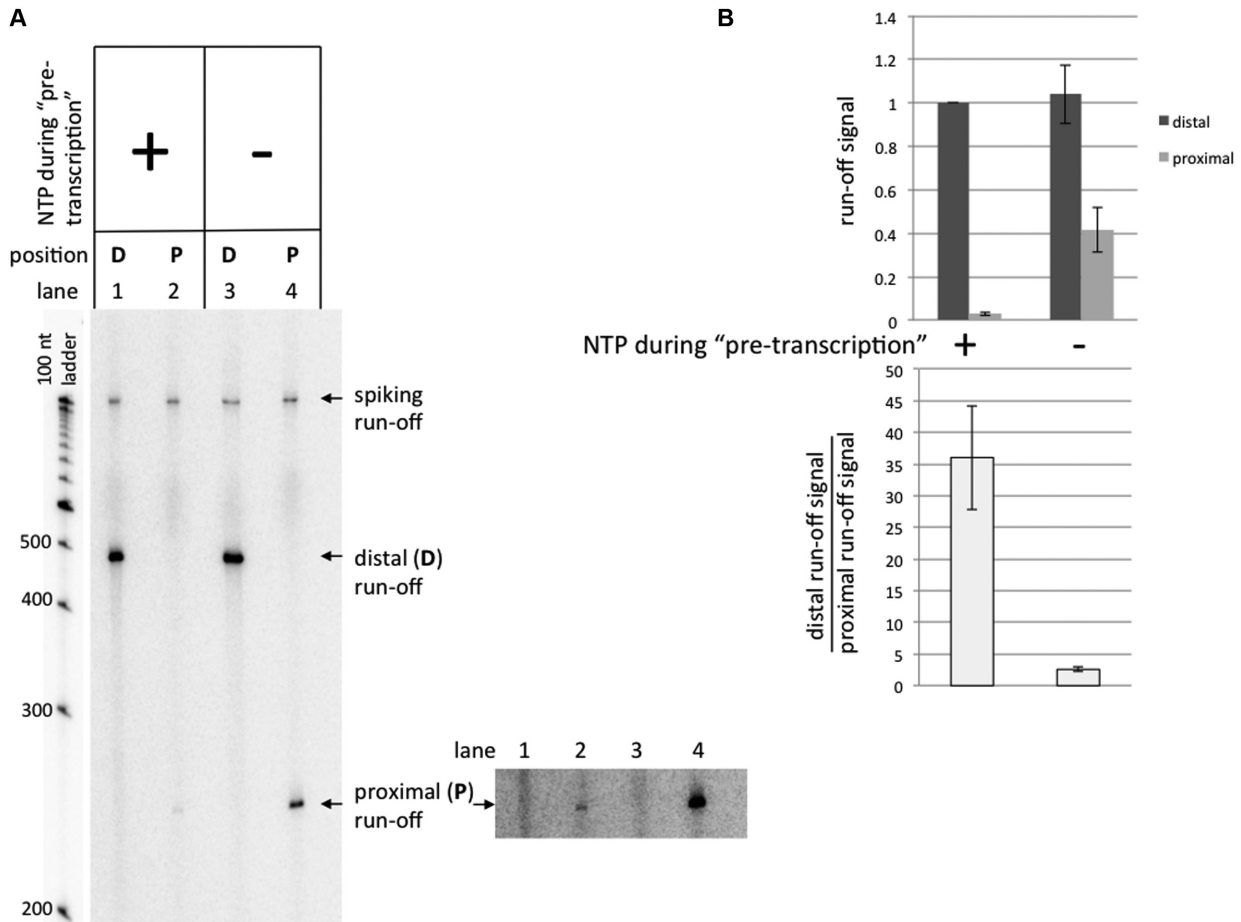 A
NTP during “pre-
transcription”
+
-
position D P D P
lane 1 2 3 4
100 nt
ladder
spiking
run-off
500
distal (D)
run-off
400
300
proximal (P)
run-off
200
lane 1 2 3 4
B
run-off signal
1.4
1.2
1
0.8
0.6
0.4
0.2
0
distal
proximal
NTP during “pre-transcription” + -
distal run-off signal
proximal run-off signal
50
45
40
35
30
25
20
15
10
5
0